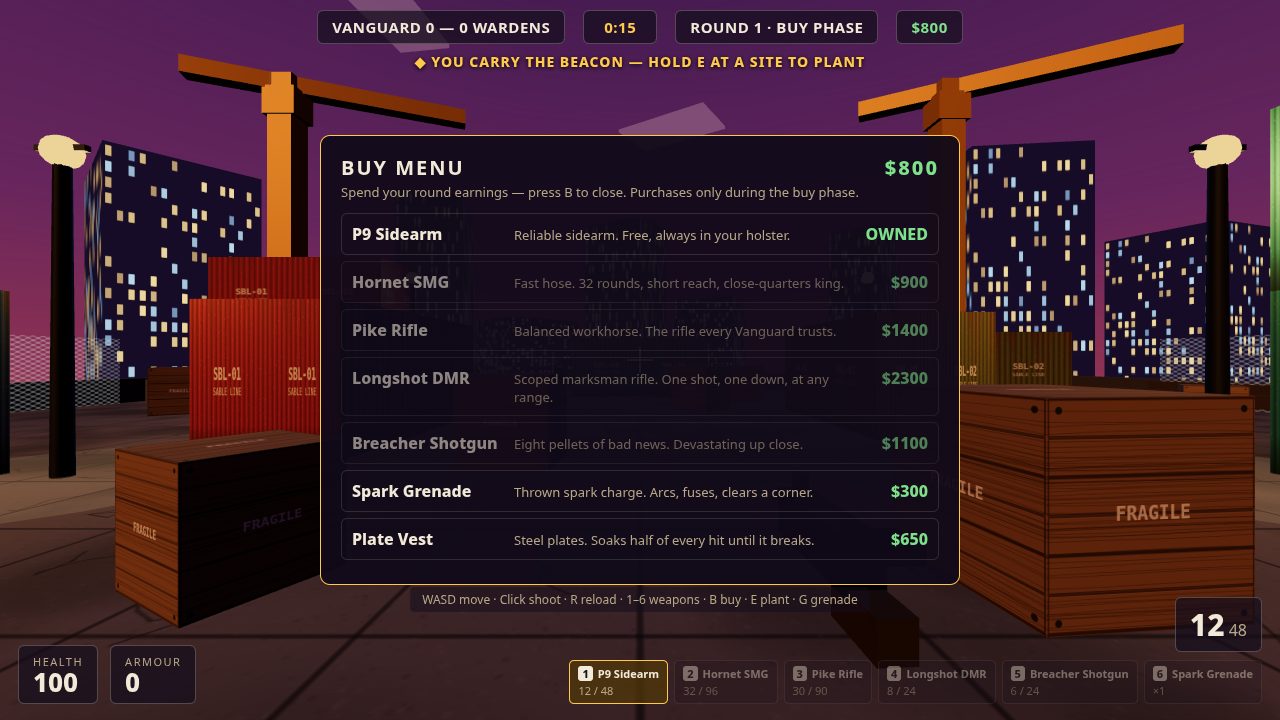 VANGUARD 0 — 0 WARDENS
0:15
ROUND 1 · BUY PHASE
$800
◆ YOU CARRY THE BEACON — HOLD E AT A SITE TO PLANT
BUY MENU
$800
Spend your round earnings — press B to close. Purchases only during the buy phase.
P9 Sidearm
Reliable sidearm. Free, always in your holster.
OWNED
Hornet SMG
Fast hose. 32 rounds, short reach, close-quarters king.
$900
Pike Rifle
Balanced workhorse. The rifle every Vanguard trusts.
$1400
Longshot DMR
Scoped marksman rifle. One shot, one down, at any
range.
$2300
Breacher Shotgun
Eight pellets of bad news. Devastating up close.
$1100
Spark Grenade
Thrown spark charge. Arcs, fuses, clears a corner.
$300
Plate Vest
Steel plates. Soaks half of every hit until it breaks.
$650
SBL-01
SBL-01
SABLE LINE
SBL-01
SABLE LINE
SBL-02
SABLE LINE
FRAGILE
FRAGILE
FRAGILE
WASD move · Click shoot · R reload · 1–6 weapons · B buy · E plant · G grenade
12 48
HEALTH
100
ARMOUR
0
1 P9 Sidearm
12 / 48
2 Hornet SMG
32 / 96
3 Pike Rifle
30 / 90
4 Longshot DMR
8 / 24
5 Breacher Shotgun
6 / 24
6 Spark Grenade
×1